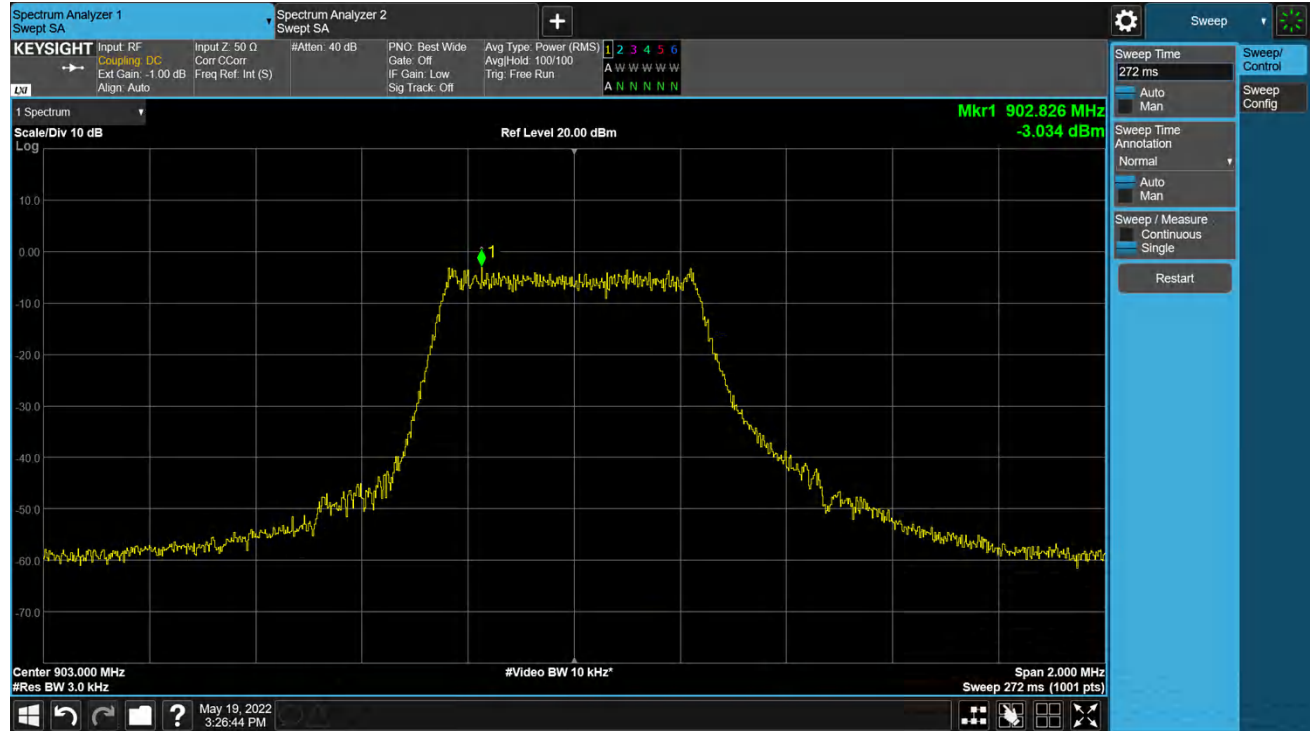 Spectrum Analyzer 1
Swept SA
Spectrum Analyzer 2
Swept SA
Sweep
KEYSIGHT
LXI
Input: RF
Coupling: DC
Ext Gain: -1.00 dB
Align: Auto
Input Z: 50 Ω
Corr CCorr
Freq Ref: Int (S)
#Atten: 40 dB
PNO: Best Wide
Gate: Off
IF Gain: Low
Sig Track: Off
Avg Type: Power (RMS)
Avg|Hold: 100/100
Trig: Free Run
1 2 3 4 5 6
A W W W W W
A N N N N N
Sweep Time
272 ms
Auto
Man
Sweep Time
Annotation
Normal
Auto
Man
Sweep / Measure
Continuous
Single
Restart
Sweep/
Control
Sweep
Config
1 Spectrum
Mkr1 902.826 MHz
-3.034 dBm
Scale/Div 10 dB
Ref Level 20.00 dBm
Log
10.0
0.00
1
-10.0
-20.0
-30.0
-40.0
-50.0
-60.0
-70.0
Center 903.000 MHz
#Video BW 10 kHz*
Span 2.000 MHz
#Res BW 3.0 kHz
Sweep 272 ms (1001 pts)
?
May 19, 2022
3:26:44 PM